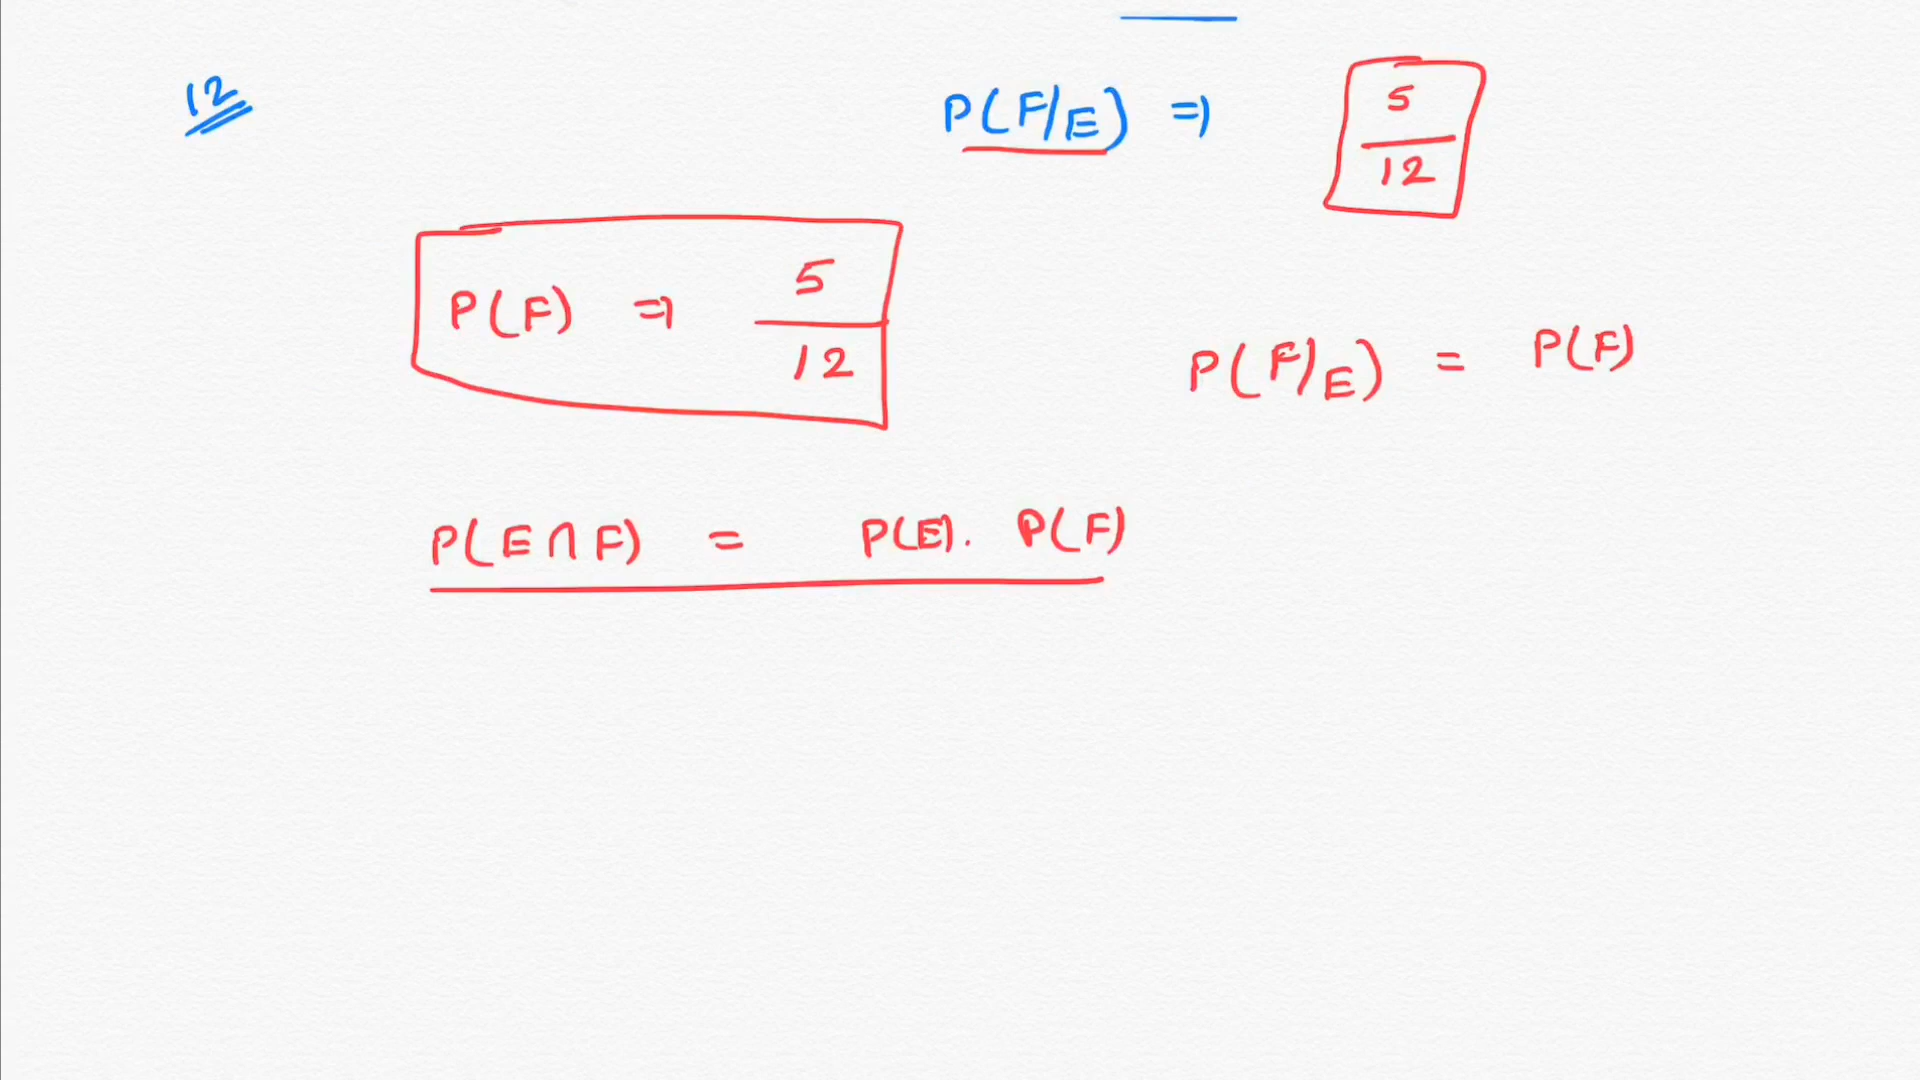 12
P(F/E) ⇒ 5/12
P(F) ⇒ 5/12
P(F/E) = P(F)
P(E∩F) = P(E). P(F)